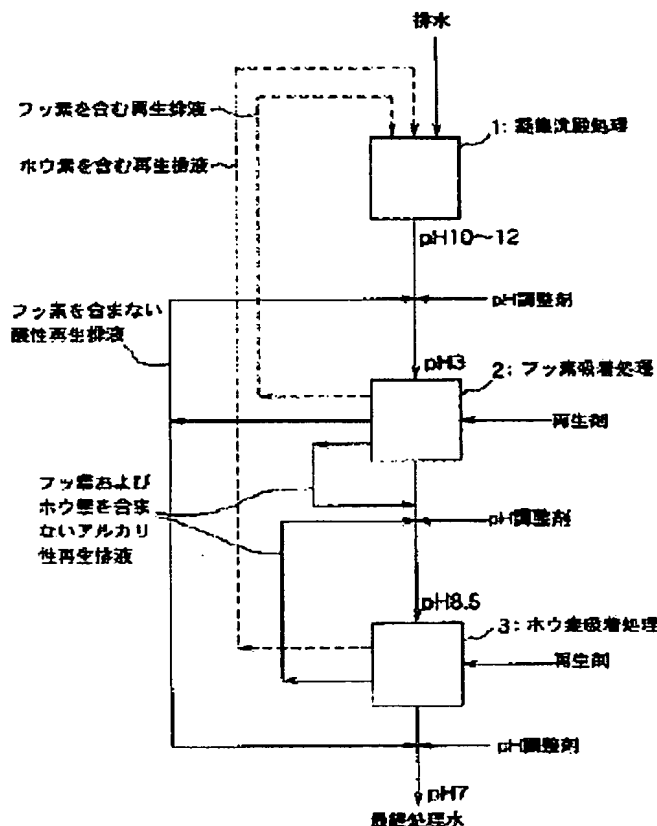 排水
フッ素を含む再生排液
1: 凝集沈殿処理
ホウ素を含む再生排液
pH10〜12
フッ素を含まない
酸性再生排液
pH調整剤
pH3
2: フッ素吸着処理
再生剤
フッ素および
ホウ素を含ま
ないアルカリ
性再生排液
pH調整剤
pH8.5
3: ホウ素吸着処理
再生剤
pH調整剤
pH7
最終処理水